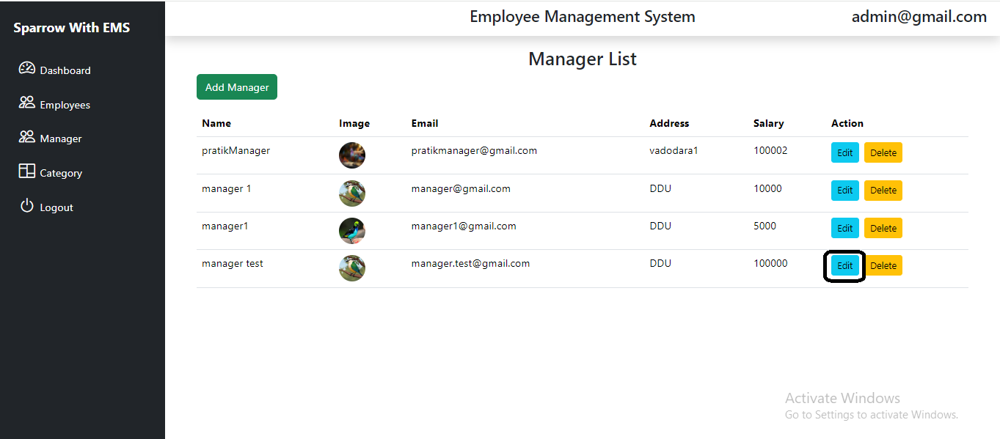 Sparrow With EMS
Dashboard
Employees
Manager
Category
Logout
Employee Management System
admin@gmail.com
Manager List
Add Manager
Name Image Email Address Salary Action
pratikManager pratikmanager@gmail.com vadodara1 100002 Edit Delete
manager 1 manager@gmail.com DDU 10000 Edit Delete
manager1 manager1@gmail.com DDU 5000 Edit Delete
manager test manager.test@gmail.com DDU 100000 Edit Delete
Activate Windows
Go to Settings to activate Windows.